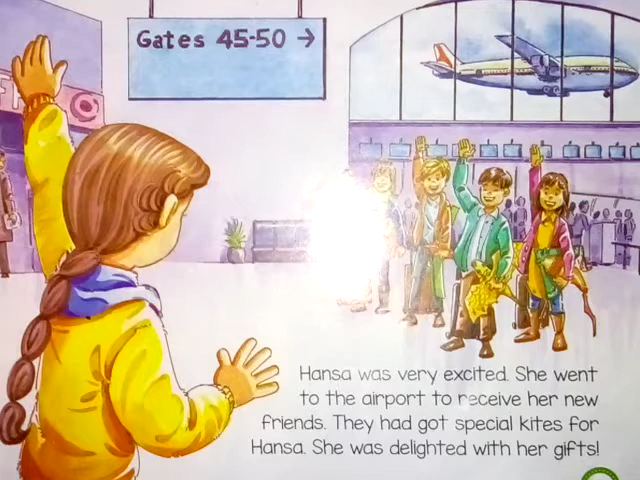 Gates 45-50 →
Hansa was very excited. She went
to the airport to receive her new
friends. They had got special kites for
Hansa. She was delighted with her gifts!